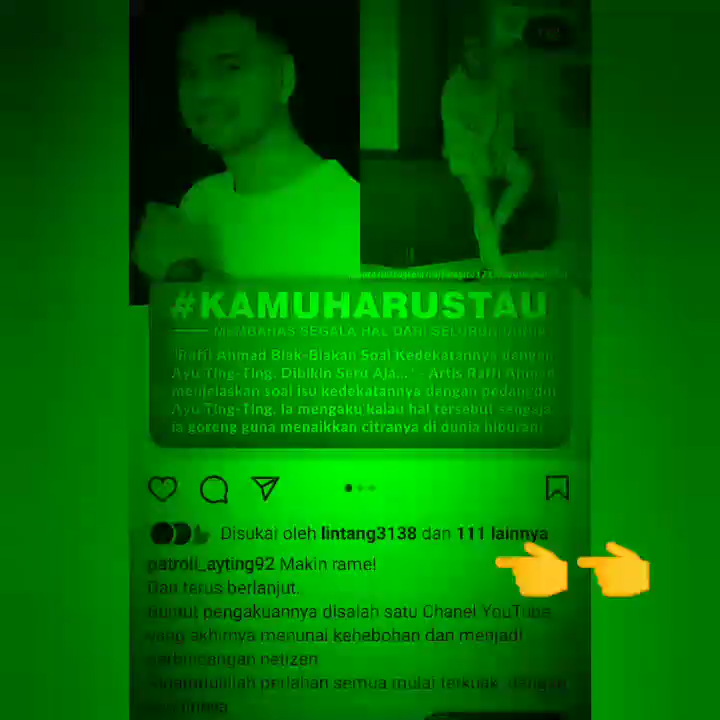 #KAMUHARUSTAU
MEMBAHAS SEGALA HAL DARI SELURUH DUNIA
"Raffi Ahmad Blak-Blakan Soal Kedekatannya dengan
Ayu Ting-Ting. Dibikin Seru Aja..." - Artis Raffi Ahmad
menjelaskan soal isu kedekatannya dengan pedangdut
Ayu Ting-Ting. Ia mengaku kalau hal tersebut sengaja
ia goreng guna menaikkan citranya di dunia hiburan.
Disukai oleh lintang3138 dan 111 lainnya
patroli_ayting92 Makin rame!
Dan terus berlanjut..
Buntut pengakuannya disalah satu Chanel YouTube
yang akhirnya menunai kehebohan dan menjadi
perbincangan netizen
perlahan semua mulai terkuak dengan